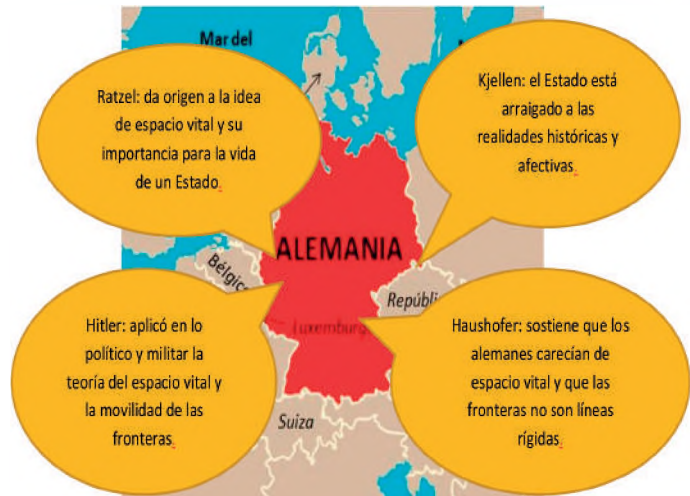 Mar del
Ratzel: da origen a la idea
de espacio vital y su
importancia para la vida
de un Estado.
Kjellen: el Estado está
arraigado a las
realidades históricas y
afectivas.
ALEMANIA
Bélgica
Repúbli
Luxemburg
Hitler: aplicó en lo
político y militar la
teoría del espacio vital y
la movilidad de las
fronteras.
Haushofer: sostiene que los
alemanes carecían de
espacio vital y que las
fronteras no son líneas
rígidas.
Suiza